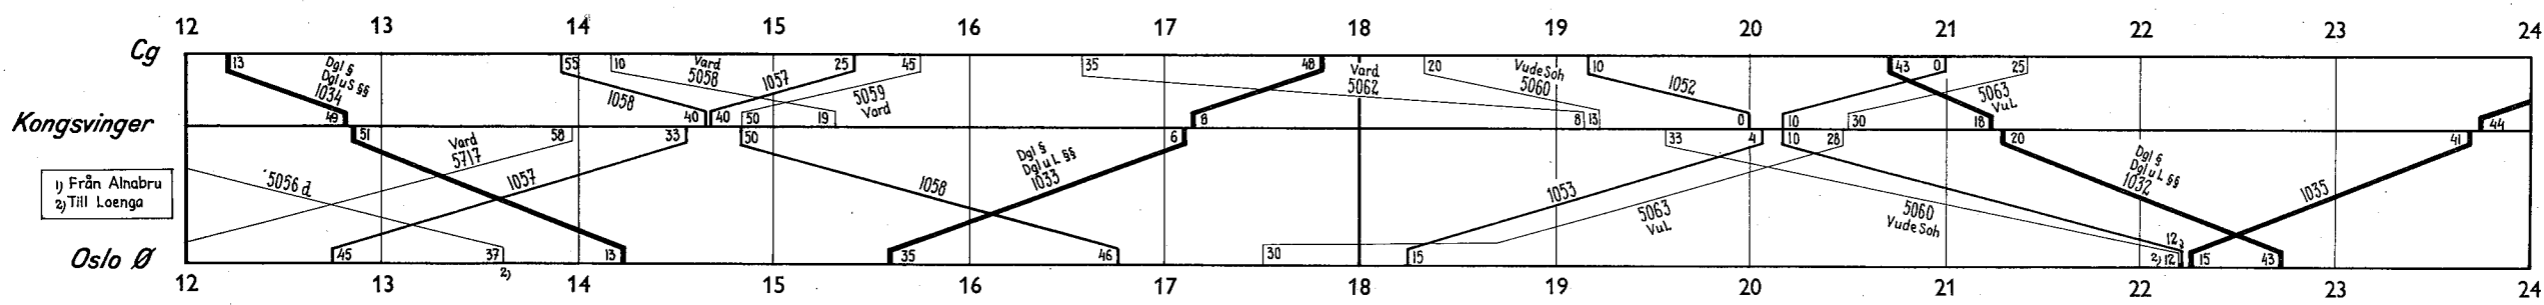 12 13 14 15 16 17 18 19 20 21 22 23 24
Cg
13 55 10 25 45 35 48 20 10 43 0 25
Dgl §
Dgl u S §§
1034
1058
Vard
5058
1057
5059
Vard
Vard
5062
Vude Soh
5060
1052
5063
VuL
49 40 40 50 19 8 8 13 0 10 30 18 44
Kongsvinger
51 58 33 50 6 33 4 10 28 20 41
Vard
5717
5056 d
1057
1058
Dgl §
Dgl u L §§
1033
1053
5063
VuL
5060
Vude Soh
Dgl §
Dgl u L §§
1032
1035
1) Från Alnabru
2) Till Loenga
Oslo Ø
45 37 13 35 46 30 15 12 2) 12 15 43
2)
12 13 14 15 16 17 18 19 20 21 22 23 24